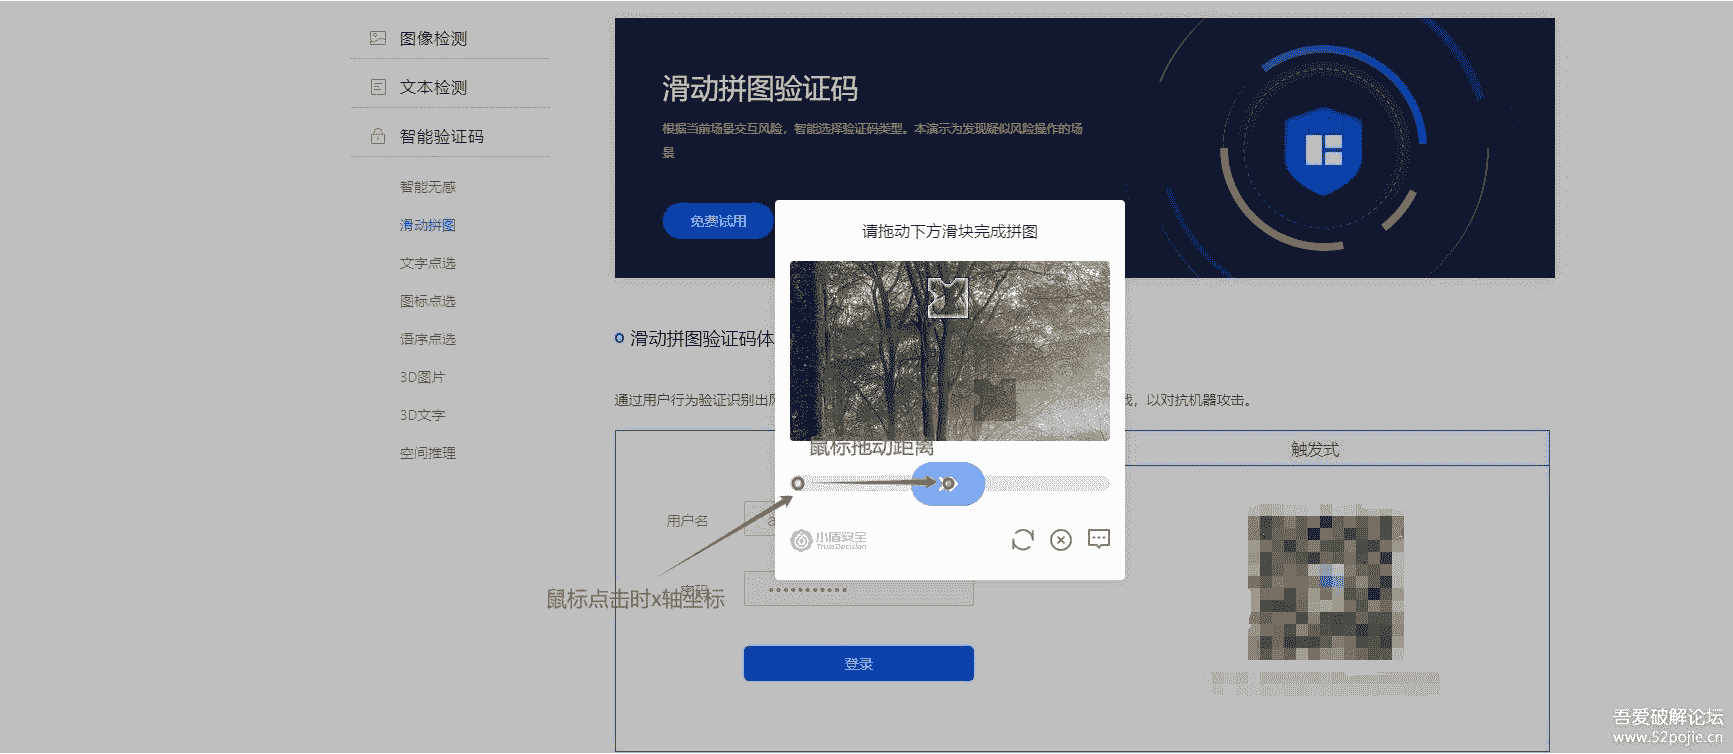 图像检测
文本检测
智能验证码
智能无感
滑动拼图
文字点选
图标点选
语序点选
3D图片
3D文字
空间推理
滑动拼图验证码
根据当前场景交互风险，智能选择验证码类型。本演示为发现疑似风险操作的场
景
免费试用
请拖动下方滑块完成拼图
鼠标拖动距离
小盾安全
TrustDecision
滑动拼图验证码体
通过用户行为验证识别出
，以对抗机器攻击。
触发式
用户名
a
密码
•••••••••••
鼠标点击时x轴坐标
登录
吾爱破解论坛
www.52pojie.cn